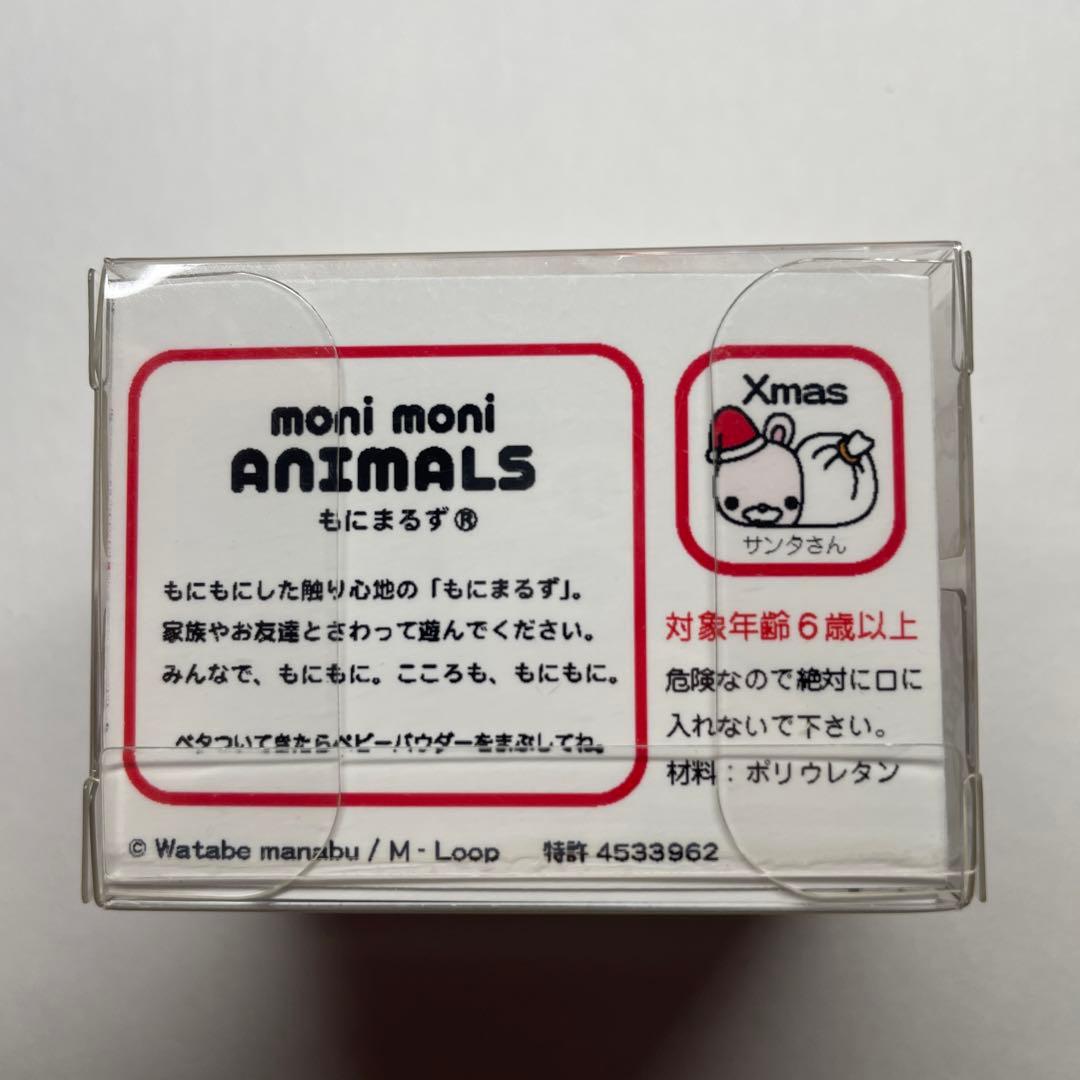 moni moni
ANIMALS
もにまるず®
もにもにした触り心地の「もにまるず」。
家族やお友達とさわって遊んでください。
みんなで、もにもに。こころも、もにもに。
ベタついてきたらベビーパウダーをまぶしてね。
Xmas
サンタさん
対象年齢6歳以上
危険なので絶対に口に
入れないで下さい。
材料：ポリウレタン
© Watabe manabu / M - Loop 特許 4533962